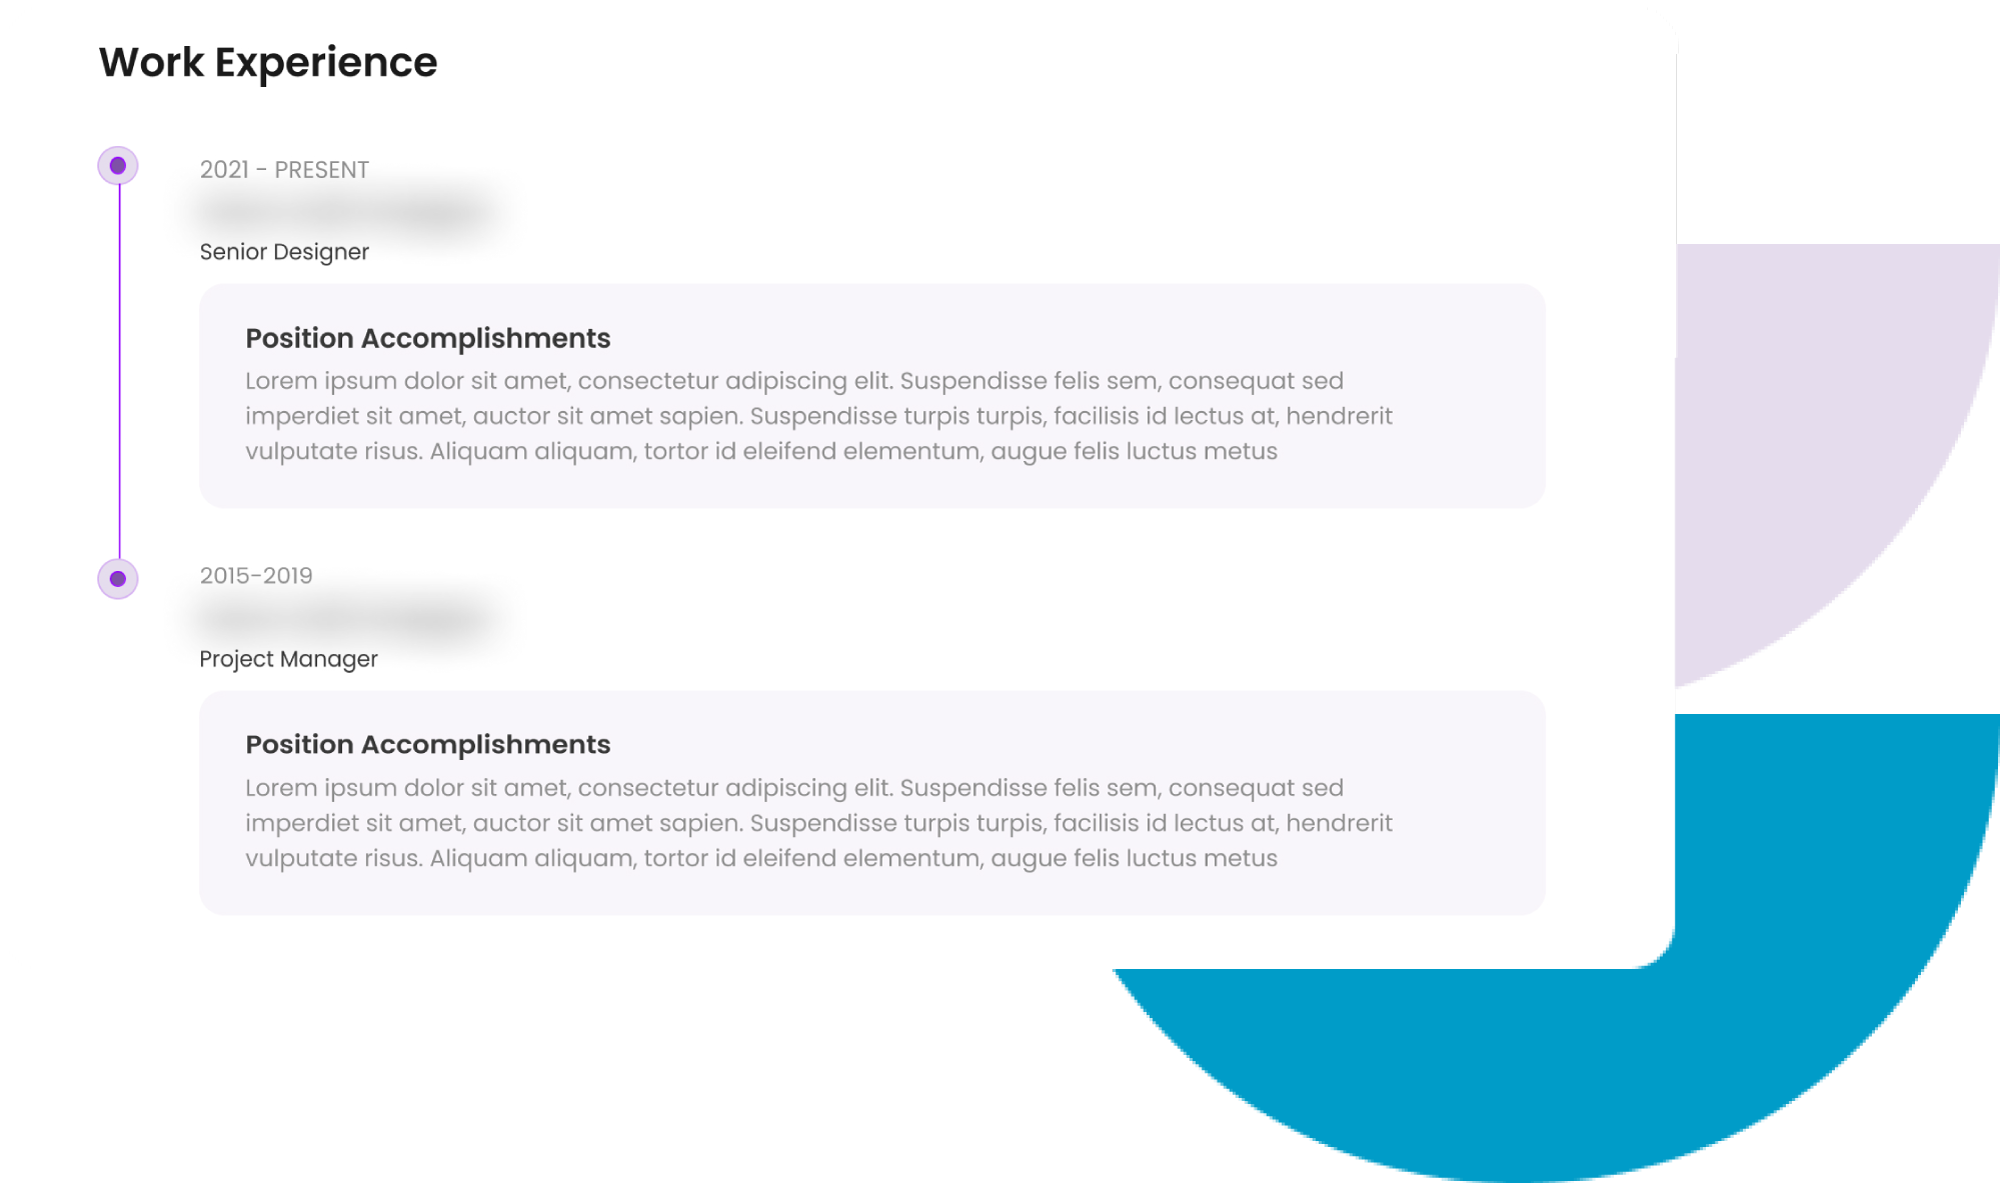 Work Experience
2021 - PRESENT
Senior Designer
Position Accomplishments
Lorem ipsum dolor sit amet, consectetur adipiscing elit. Suspendisse felis sem, consequat sed
imperdiet sit amet, auctor sit amet sapien. Suspendisse turpis turpis, facilisis id lectus at, hendrerit
vulputate risus. Aliquam aliquam, tortor id eleifend elementum, augue felis luctus metus
2015-2019
Project Manager
Position Accomplishments
Lorem ipsum dolor sit amet, consectetur adipiscing elit. Suspendisse felis sem, consequat sed
imperdiet sit amet, auctor sit amet sapien. Suspendisse turpis turpis, facilisis id lectus at, hendrerit
vulputate risus. Aliquam aliquam, tortor id eleifend elementum, augue felis luctus metus